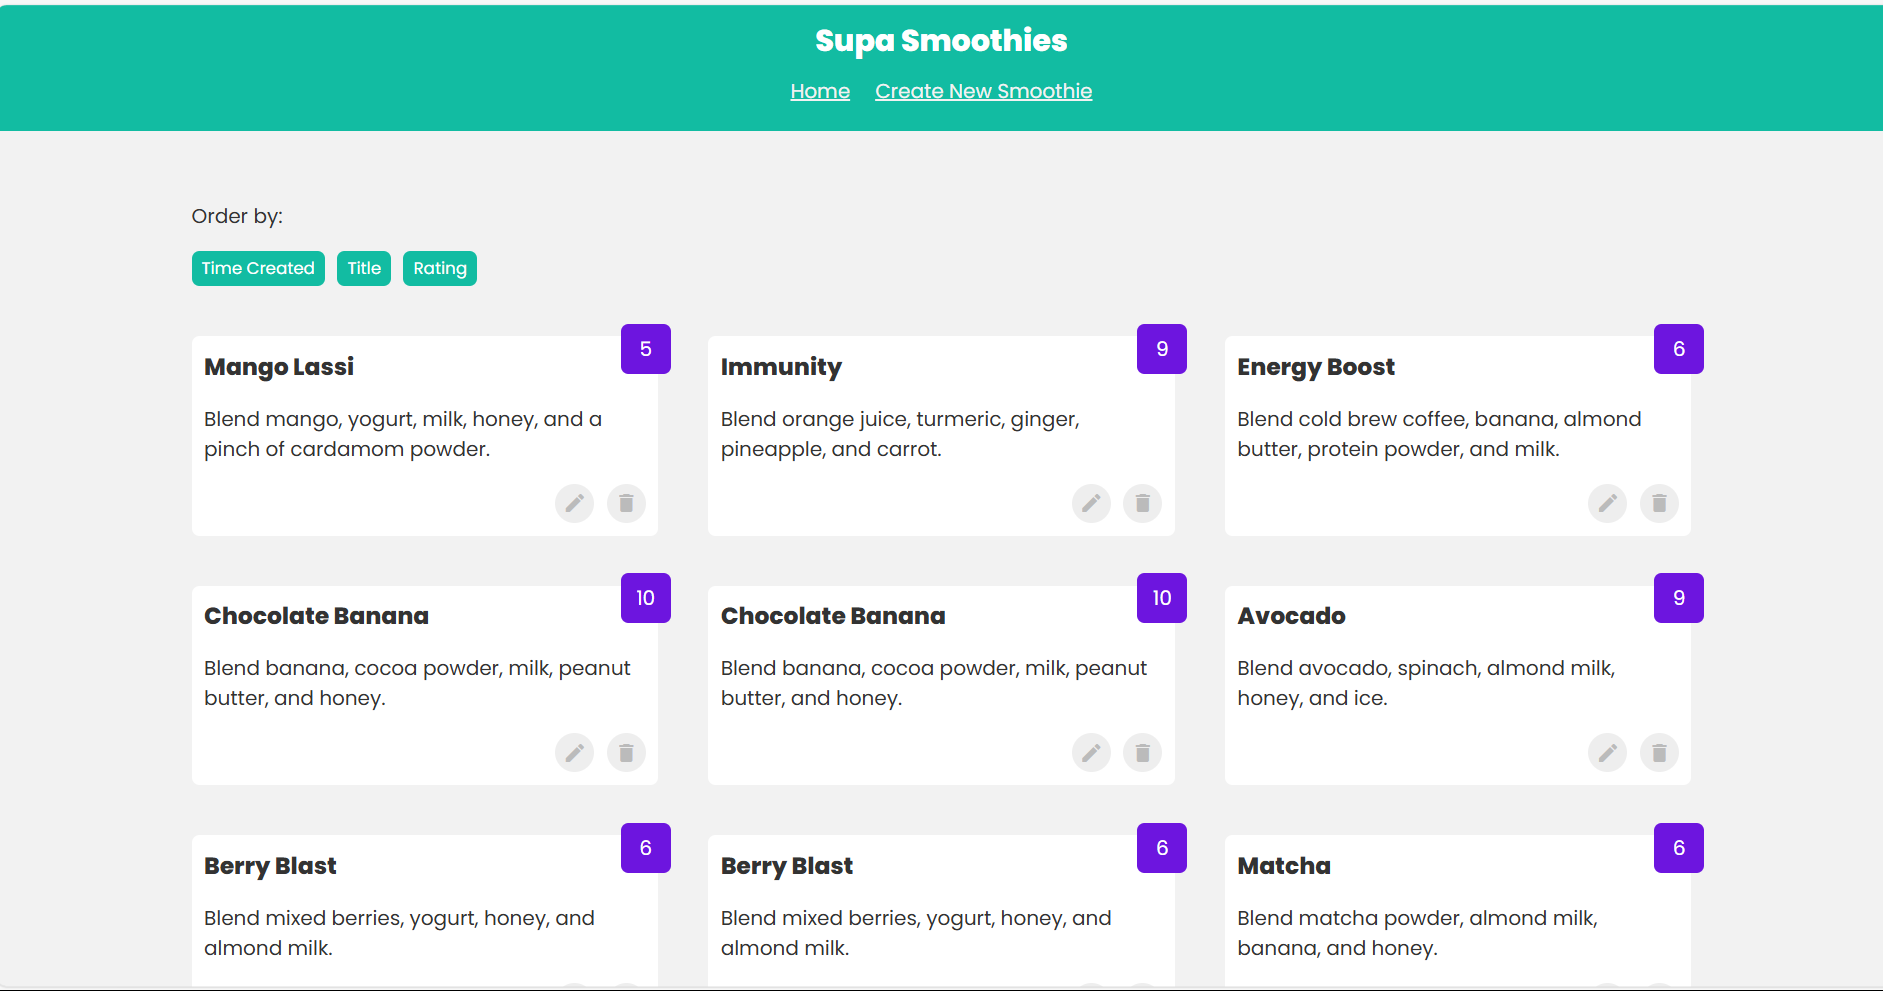 Supa Smoothies
Home Create New Smoothie
Order by:
Time Created Title Rating
5
Mango Lassi
Blend mango, yogurt, milk, honey, and a
pinch of cardamom powder.
9
Immunity
Blend orange juice, turmeric, ginger,
pineapple, and carrot.
6
Energy Boost
Blend cold brew coffee, banana, almond
butter, protein powder, and milk.
10
Chocolate Banana
Blend banana, cocoa powder, milk, peanut
butter, and honey.
10
Chocolate Banana
Blend banana, cocoa powder, milk, peanut
butter, and honey.
9
Avocado
Blend avocado, spinach, almond milk,
honey, and ice.
6
Berry Blast
Blend mixed berries, yogurt, honey, and
almond milk.
6
Berry Blast
Blend mixed berries, yogurt, honey, and
almond milk.
6
Matcha
Blend matcha powder, almond milk,
banana, and honey.